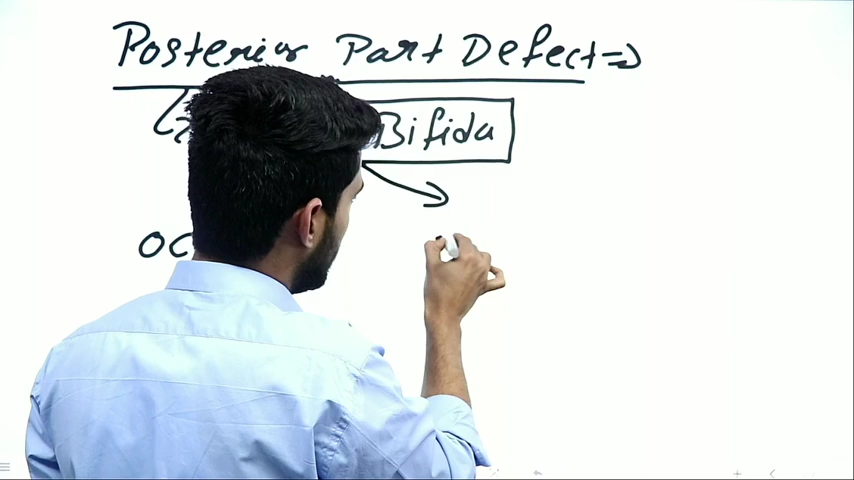 Posterior Part Defect⇒
Bifida
OC